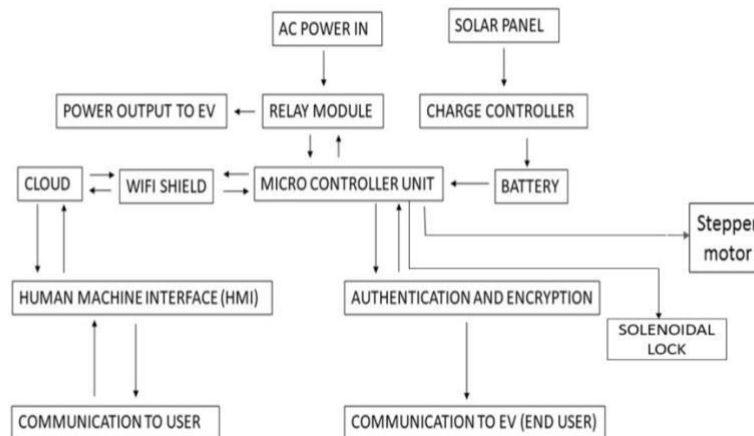 AC POWER IN
SOLAR PANEL
POWER OUTPUT TO EV
RELAY MODULE
CHARGE CONTROLLER
CLOUD
WIFI SHIELD
MICRO CONTROLLER UNIT
BATTERY
Stepper
motor
HUMAN MACHINE INTERFACE (HMI)
AUTHENTICATION AND ENCRYPTION
SOLENOIDAL
LOCK
COMMUNICATION TO USER
COMMUNICATION TO EV (END USER)